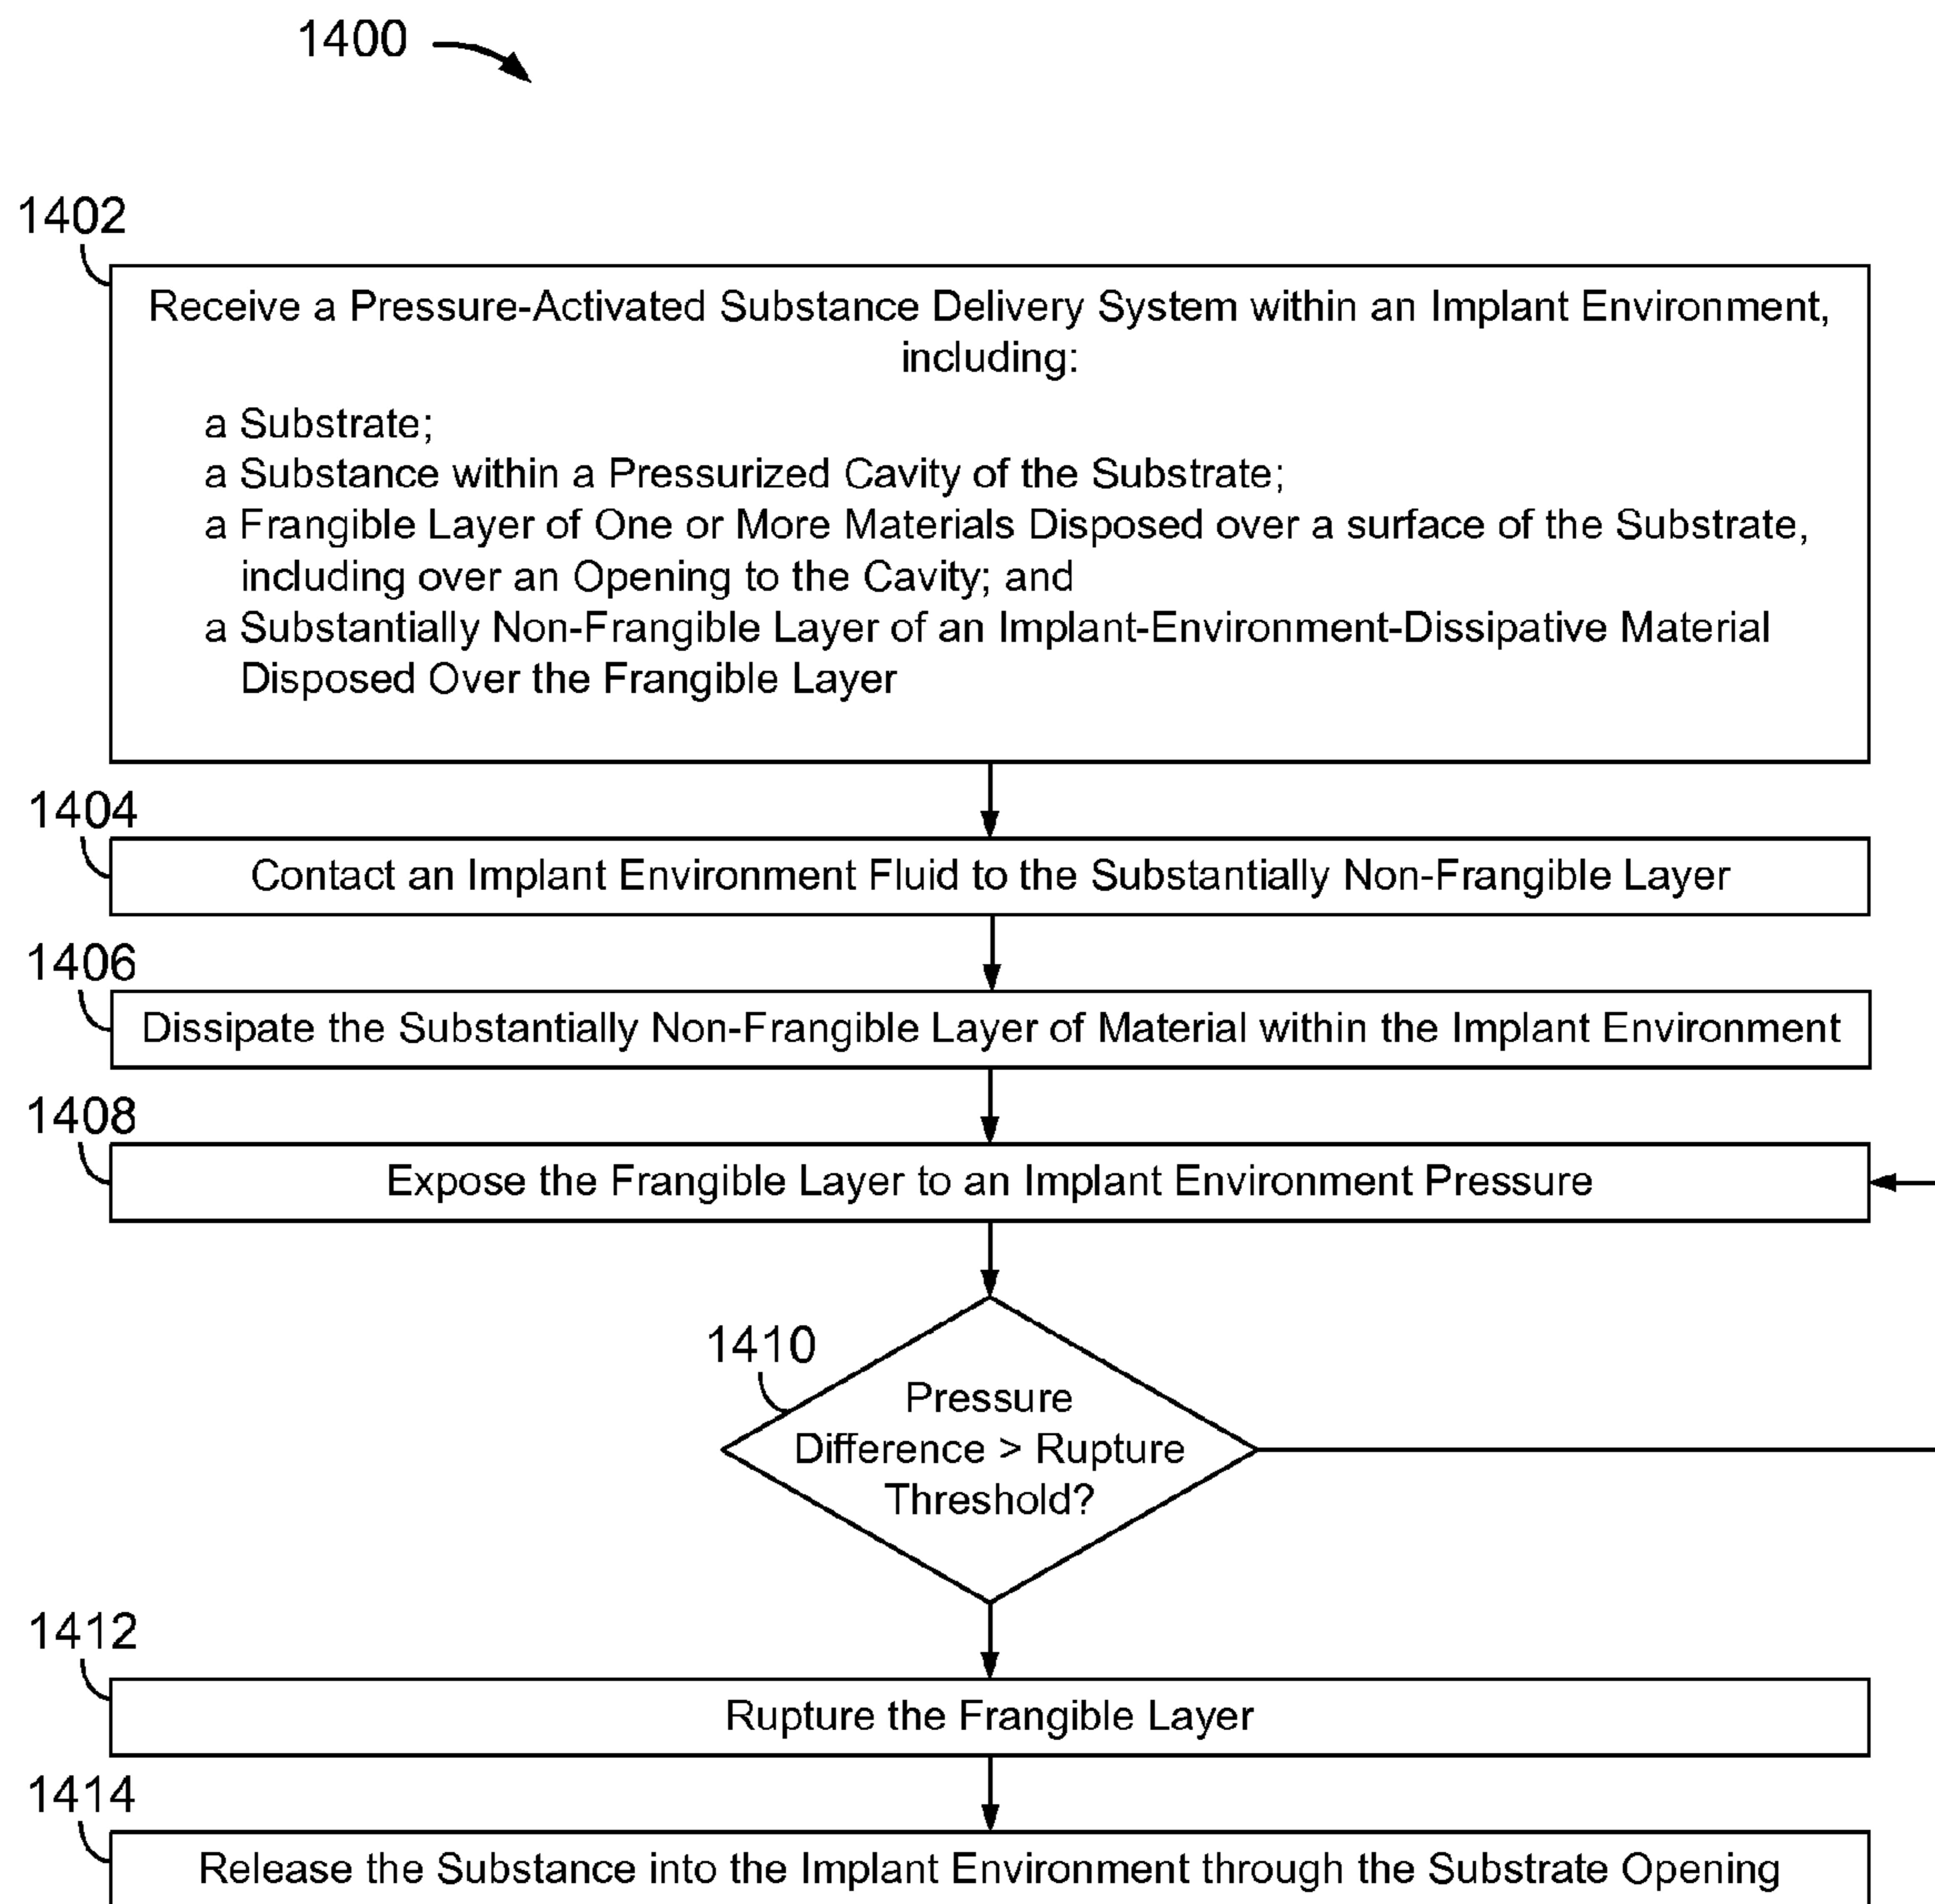 1400
1402
Receive a Pressure-Activated Substance Delivery System within an Implant Environment,
including:
a Substrate;
a Substance within a Pressurized Cavity of the Substrate;
a Frangible Layer of One or More Materials Disposed over a surface of the Substrate,
including over an Opening to the Cavity; and
a Substantially Non-Frangible Layer of an Implant-Environment-Dissipative Material
Disposed Over the Frangible Layer
1404
Contact an Implant Environment Fluid to the Substantially Non-Frangible Layer
1406
Dissipate the Substantially Non-Frangible Layer of Material within the Implant Environment
1408
Expose the Frangible Layer to an Implant Environment Pressure
1410
Pressure
Difference > Rupture
Threshold?
1412
Rupture the Frangible Layer
1414
Release the Substance into the Implant Environment through the Substrate Opening